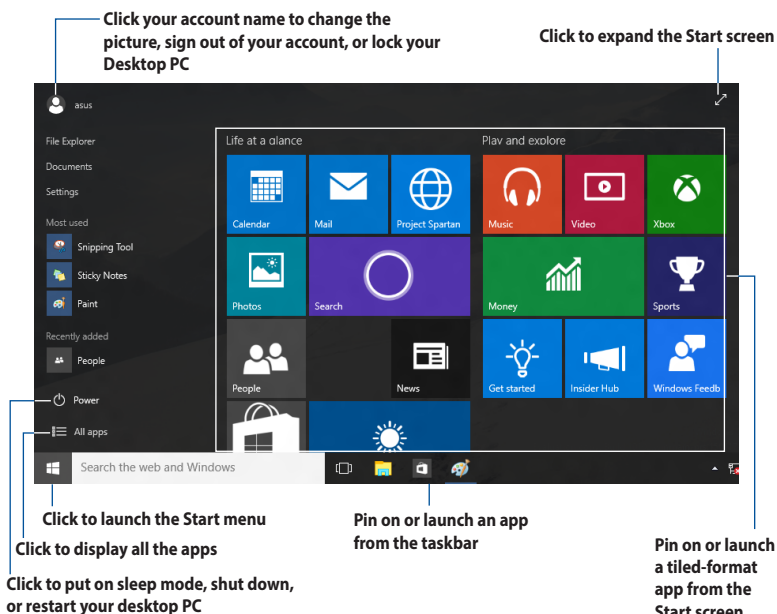 Click your account name to change the
picture, sign out of your account, or lock your
Desktop PC
Click to expand the Start screen
asus
File Explorer
Documents
Settings
Most used
Snipping Tool
Sticky Notes
Paint
Recently added
People
Power
All apps
Life at a glance
Calendar
Mail
Project Spartan
Photos
Search
People
News
Play and explore
Music
Video
Xbox
Money
Sports
Get started
Insider Hub
Windows Feedb
Search the web and Windows
Click to launch the Start menu
Click to display all the apps
Click to put on sleep mode, shut down,
or restart your desktop PC
Pin on or launch an app
from the taskbar
Pin on or launch
a tiled-format
app from the
Start screen